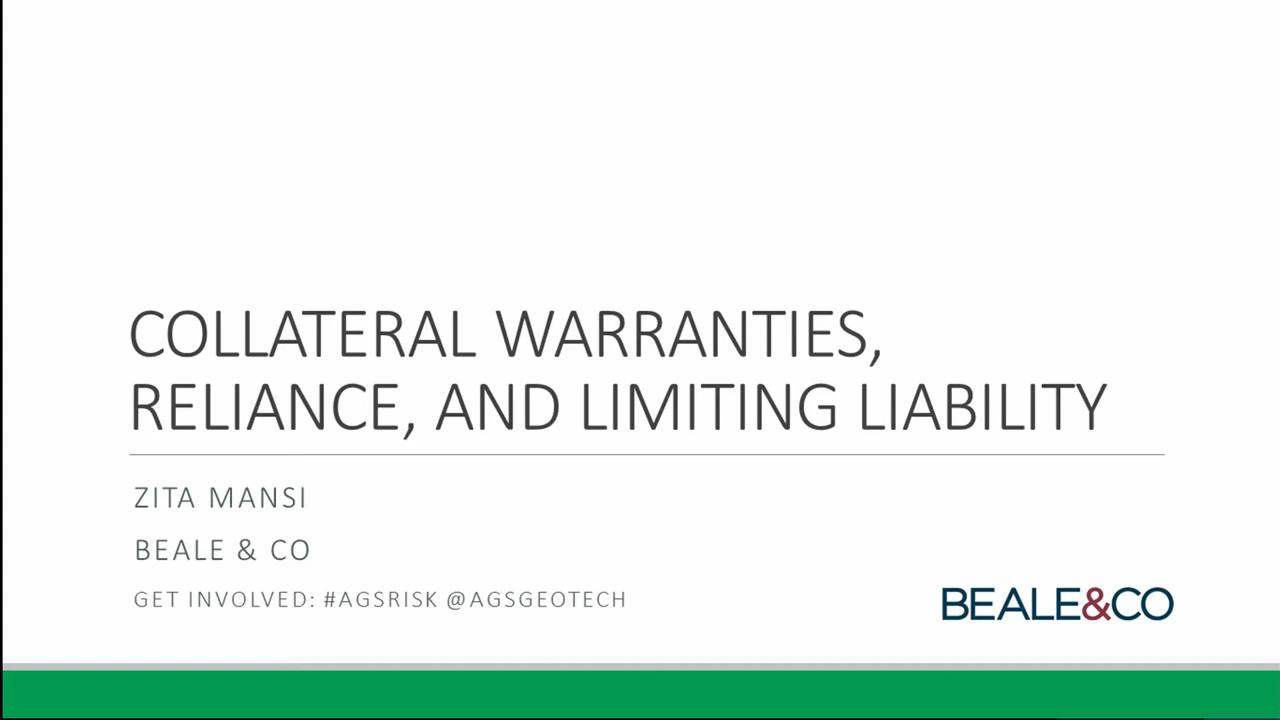 COLLATERAL WARRANTIES,
RELIANCE, AND LIMITING LIABILITY
ZITA MANSI
BEALE & CO
GET INVOLVED: #AGSRISK @AGSGEOTECH
BEALE&CO